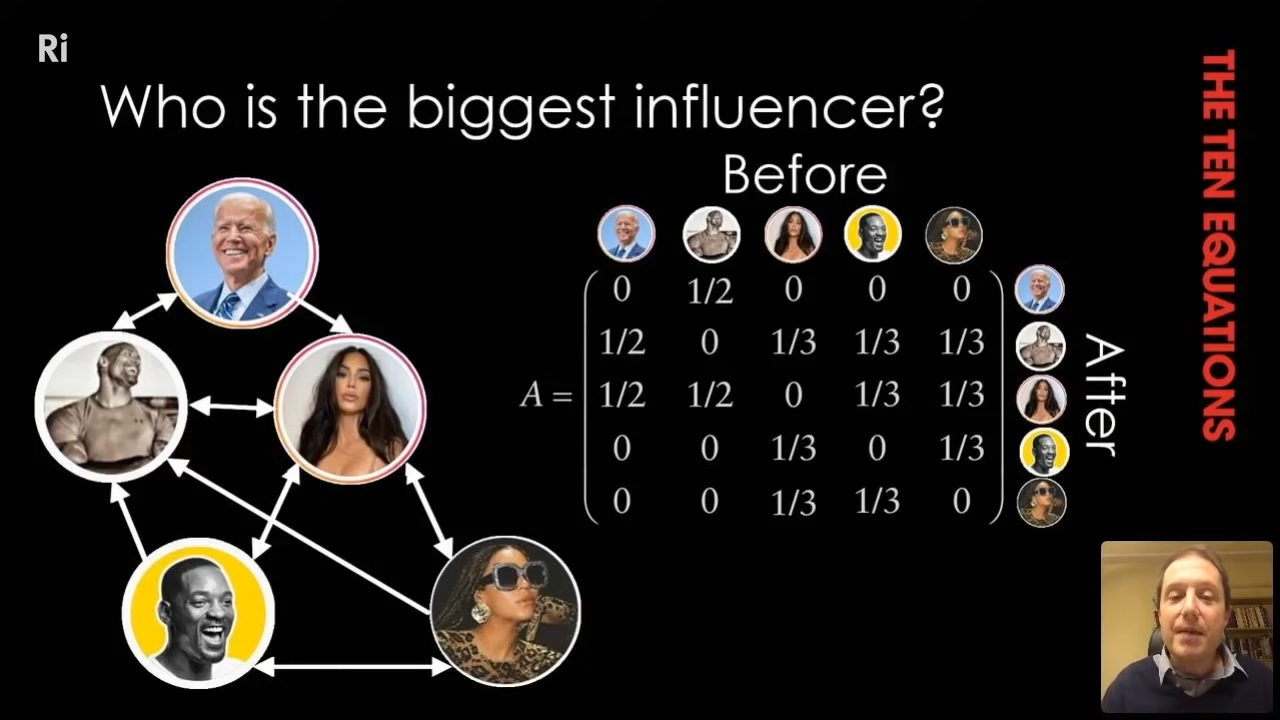 Ri
Who is the biggest influencer?
Before
0 1/2 0 0 0
1/2 0 1/3 1/3 1/3
A = 1/2 1/2 0 1/3 1/3
0 0 1/3 0 1/3
0 0 1/3 1/3 0
After
THE TEN EQUATIONS